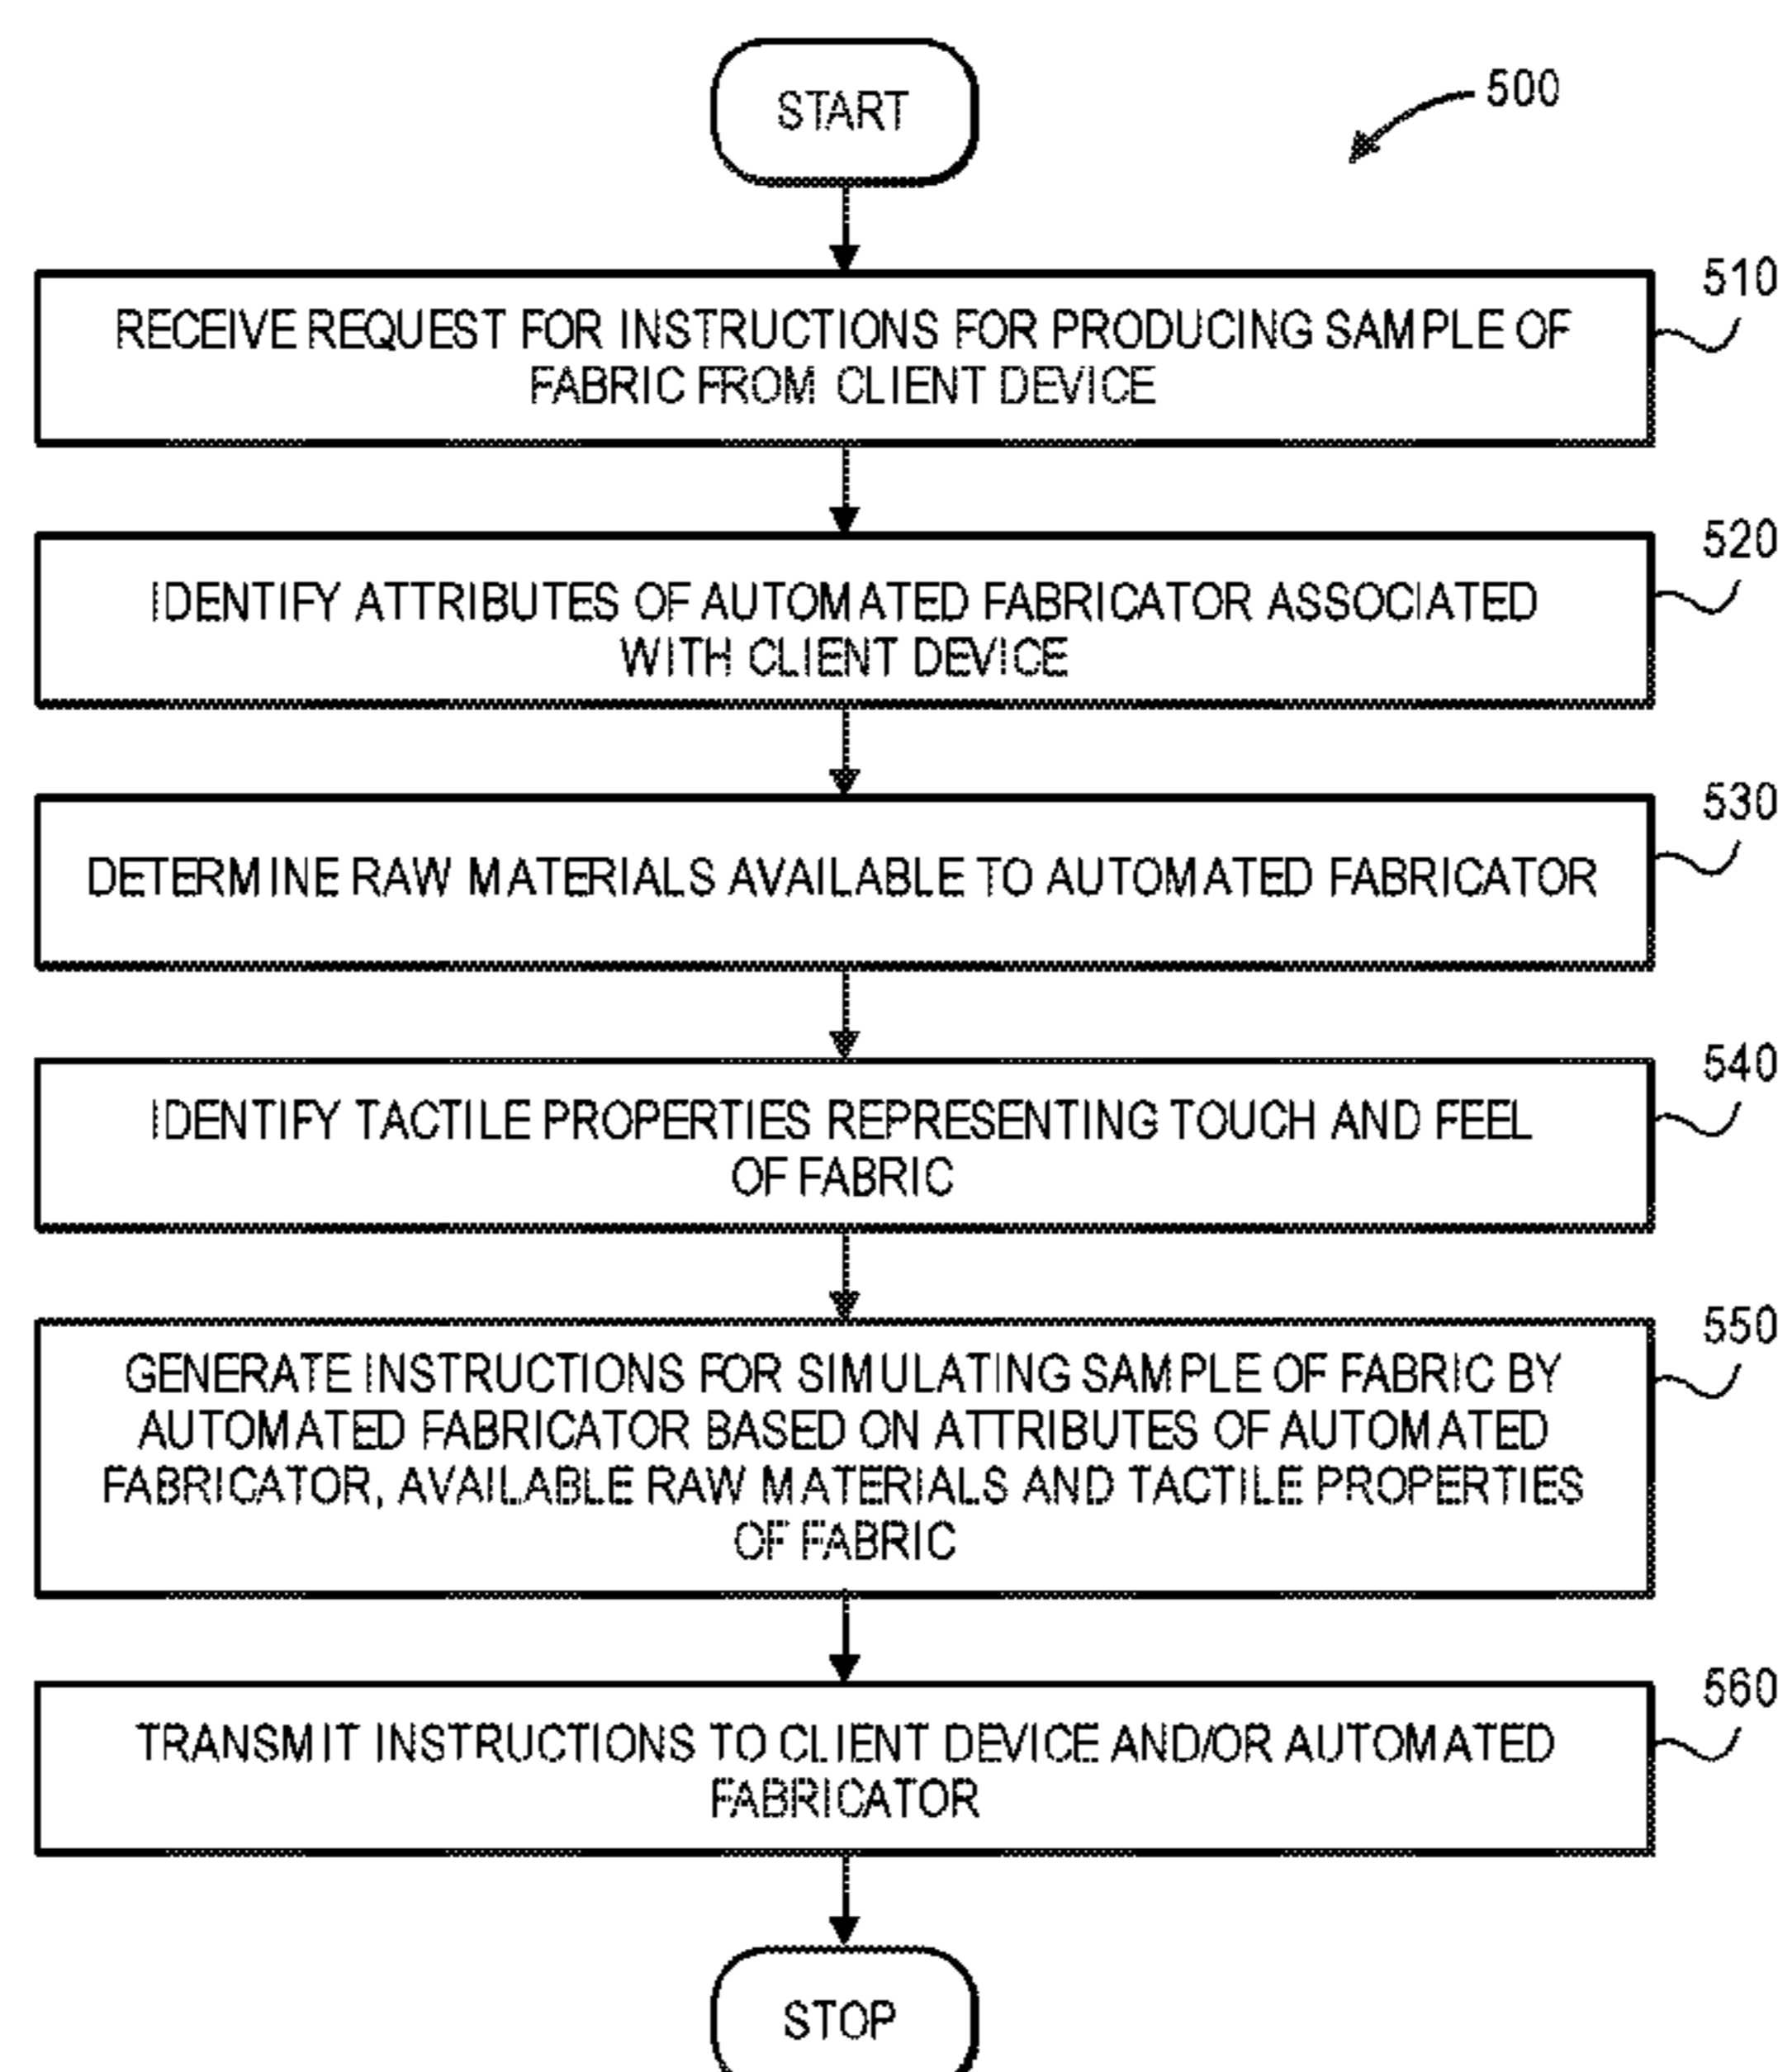 START
500
510
RECEIVE REQUEST FOR INSTRUCTIONS FOR PRODUCING SAMPLE OF
FABRIC FROM CLIENT DEVICE
520
IDENTIFY ATTRIBUTES OF AUTOMATED FABRICATOR ASSOCIATED
WITH CLIENT DEVICE
530
DETERMINE RAW MATERIALS AVAILABLE TO AUTOMATED FABRICATOR
540
IDENTIFY TACTILE PROPERTIES REPRESENTING TOUCH AND FEEL
OF FABRIC
550
GENERATE INSTRUCTIONS FOR SIMULATING SAMPLE OF FABRIC BY
AUTOMATED FABRICATOR BASED ON ATTRIBUTES OF AUTOMATED
FABRICATOR, AVAILABLE RAW MATERIALS AND TACTILE PROPERTIES
OF FABRIC
560
TRANSMIT INSTRUCTIONS TO CLIENT DEVICE AND/OR AUTOMATED
FABRICATOR
STOP